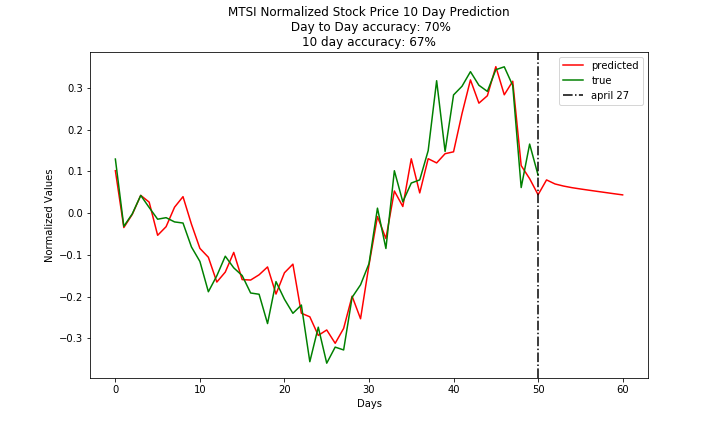 MTSI Normalized Stock Price 10 Day Prediction
Day to Day accuracy: 70%
10 day accuracy: 67%
predicted
true
april 27
Normalized Values
0.3
0.2
0.1
0.0
−0.1
−0.2
−0.3
0 10 20 30 40 50 60
Days